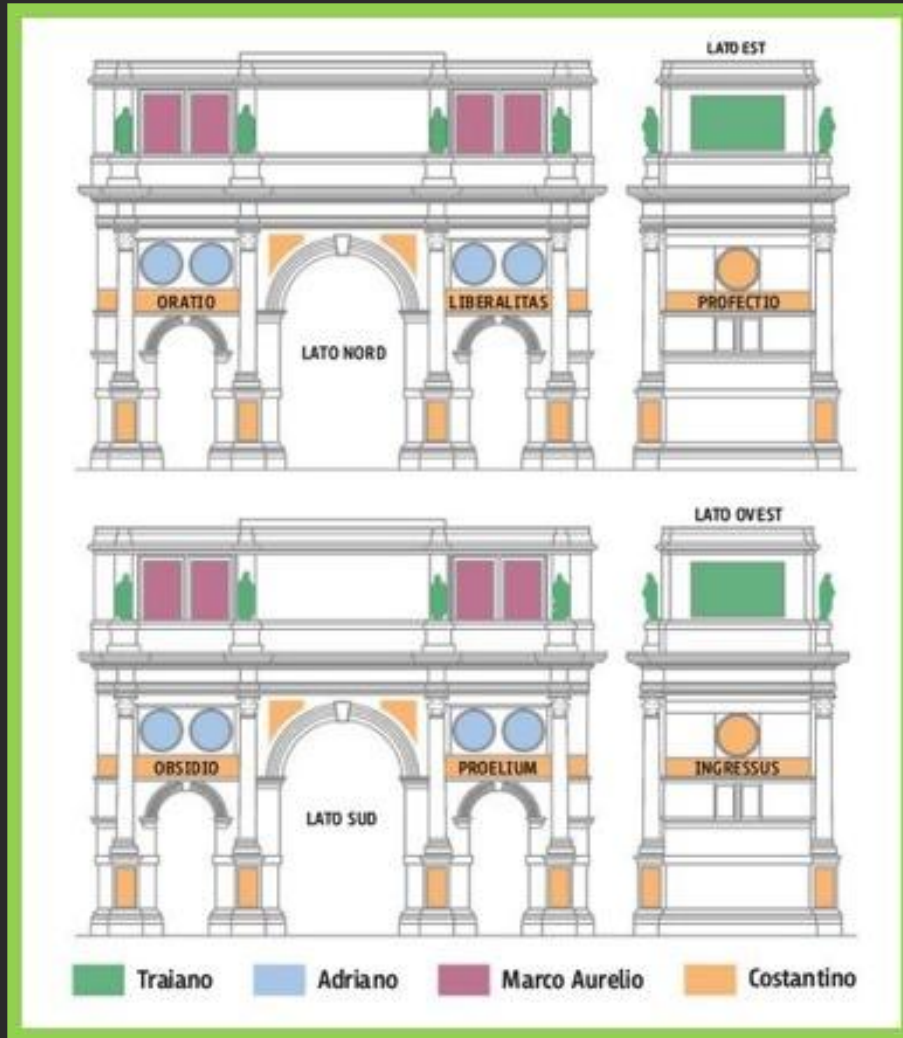 LATO EST
ORATIO
LIBERALITAS
PROFECTIO
LATO NORD
LATO OVEST
OBSIDIO
PROELIUM
INGRESSUS
LATO SUD
Traiano
Adriano
Marco Aurelio
Costantino